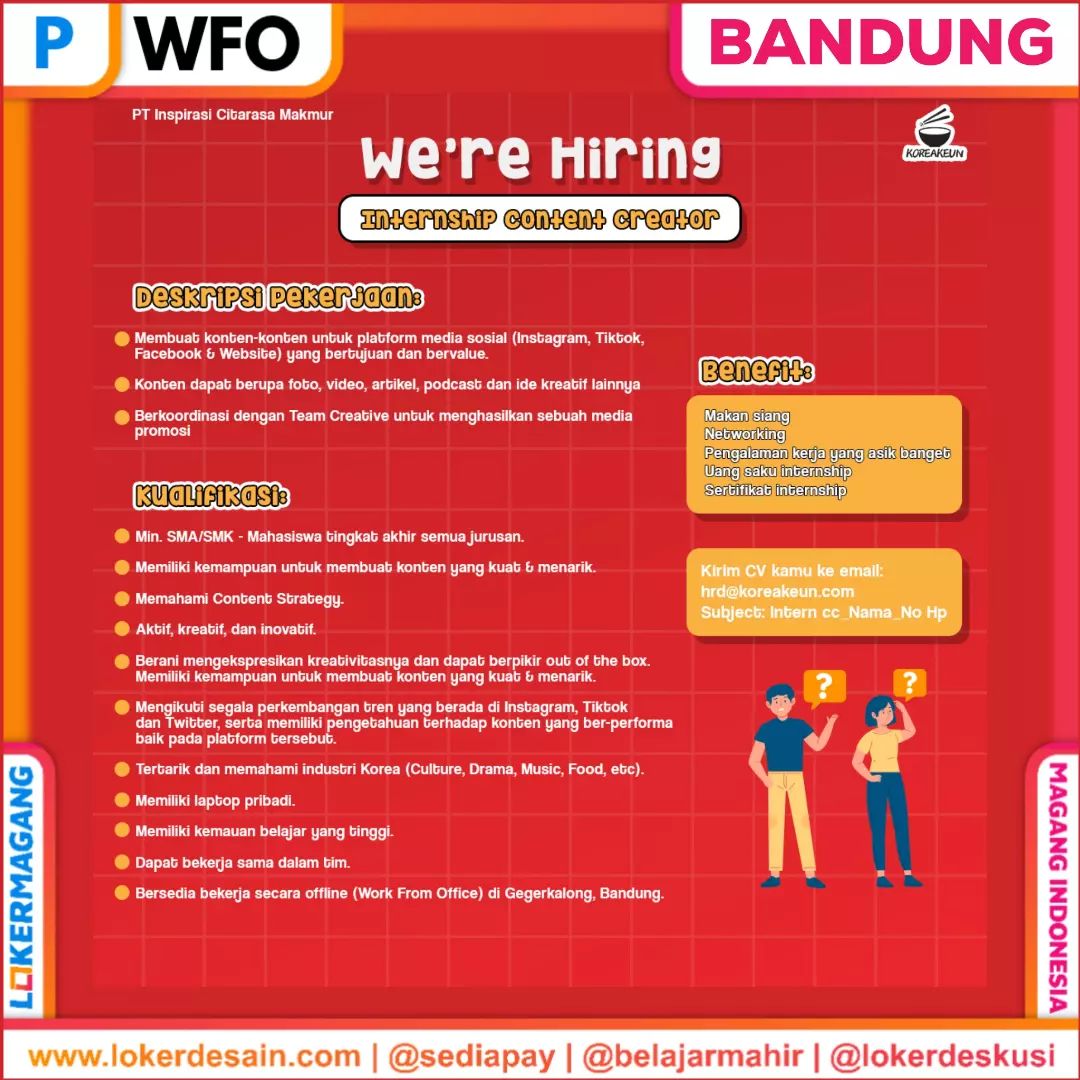 P
WFO
BANDUNG
PT Inspirasi Citarasa Makmur
We're Hiring
KOREAKEUN
Internship Content Creator
Deskripsi Pekerjaan:
Membuat konten-konten untuk platform media sosial (Instagram, Tiktok,
Facebook & Website) yang bertujuan dan bervalue.
Konten dapat berupa foto, video, artikel, podcast dan ide kreatif lainnya
Berkoordinasi dengan Team Creative untuk menghasilkan sebuah media
promosi
Kualifikasi:
Min. SMA/SMK - Mahasiswa tingkat akhir semua jurusan.
Memiliki kemampuan untuk membuat konten yang kuat & menarik.
Memahami Content Strategy.
Aktif, kreatif, dan inovatif.
Berani mengekspresikan kreativitasnya dan dapat berpikir out of the box.
Memiliki kemampuan untuk membuat konten yang kuat & menarik.
Mengikuti segala perkembangan tren yang berada di Instagram, Tiktok
dan Twitter, serta memiliki pengetahuan terhadap konten yang ber-performa
baik pada platform tersebut.
Tertarik dan memahami industri Korea (Culture, Drama, Music, Food, etc).
Memiliki laptop pribadi.
Memiliki kemauan belajar yang tinggi.
Dapat bekerja sama dalam tim.
Bersedia bekerja secara offline (Work From Office) di Gegerkalong, Bandung.
Benefit:
Makan siang
Networking
Pengalaman kerja yang asik banget
Uang saku internship
Sertifikat internship
Kirim CV kamu ke email:
hrd@koreakeun.com
Subject: Intern cc_Nama_No Hp
?
?
LOKERMAGANG
MAGANG INDONESIA
www.lokerdesain.com | @sediapay | @belajarmahir | @lokerdeskusi